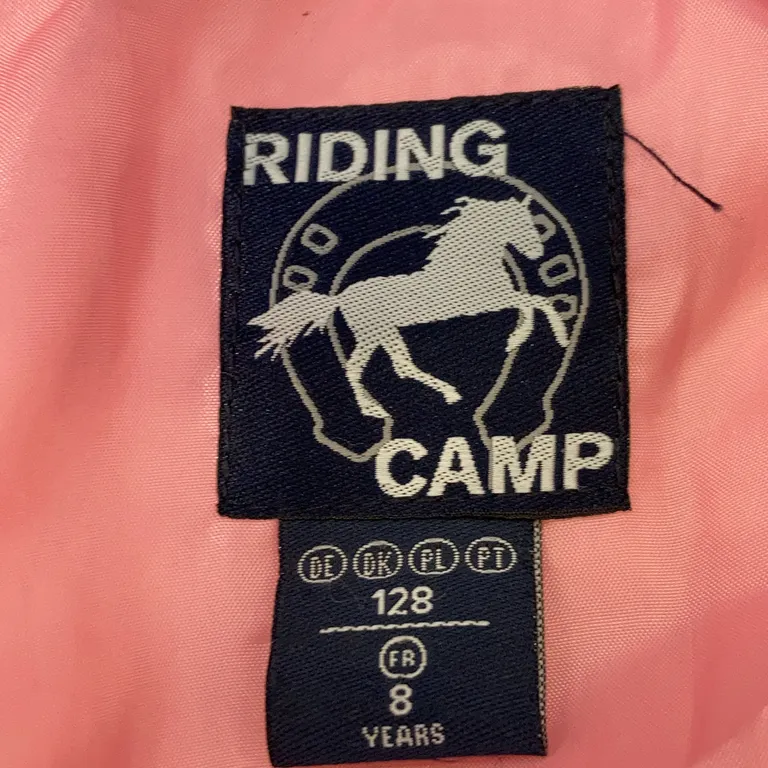 RIDING
CAMP
DE DK PL PT
128
FR
8
YEARS